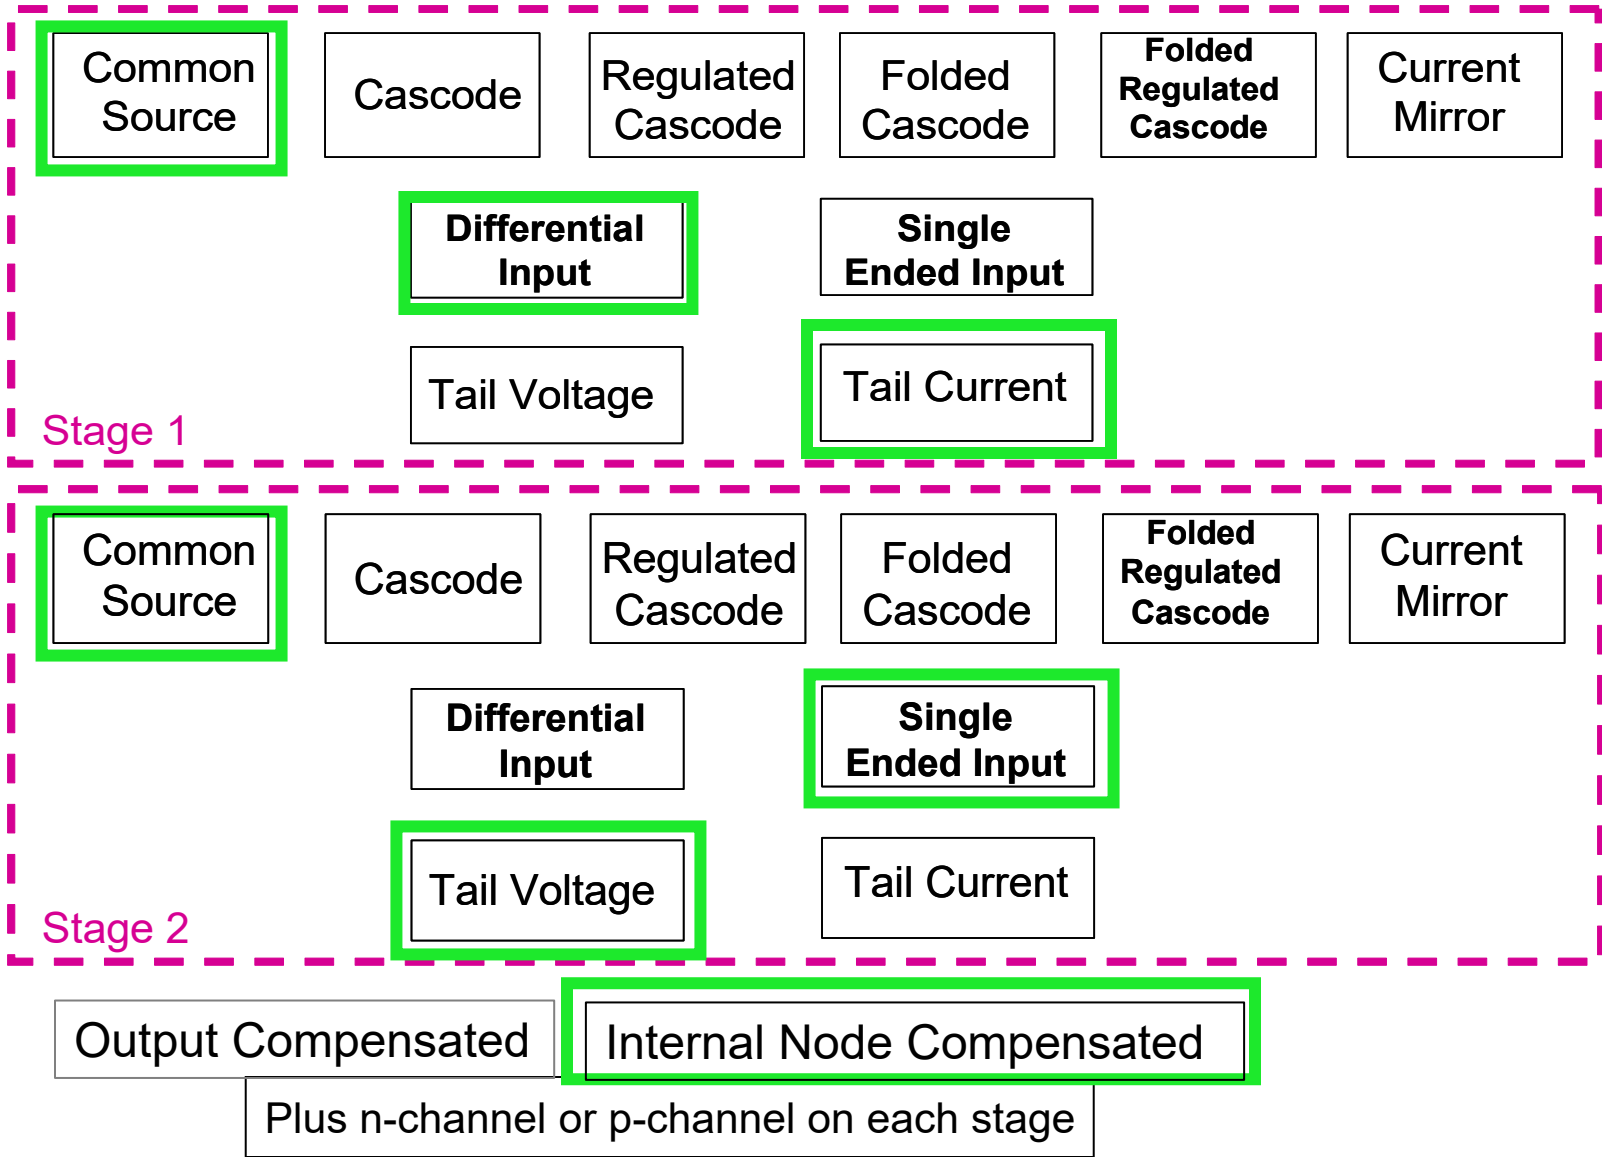 Common
Source
Cascode
Regulated
Cascode
Folded
Cascode
Folded
Regulated
Cascode
Current
Mirror
Differential
Input
Single
Ended Input
Tail Voltage
Tail Current
Stage 1
Common
Source
Cascode
Regulated
Cascode
Folded
Cascode
Folded
Regulated
Cascode
Current
Mirror
Differential
Input
Single
Ended Input
Tail Voltage
Tail Current
Stage 2
Output Compensated
Internal Node Compensated
Plus n-channel or p-channel on each stage